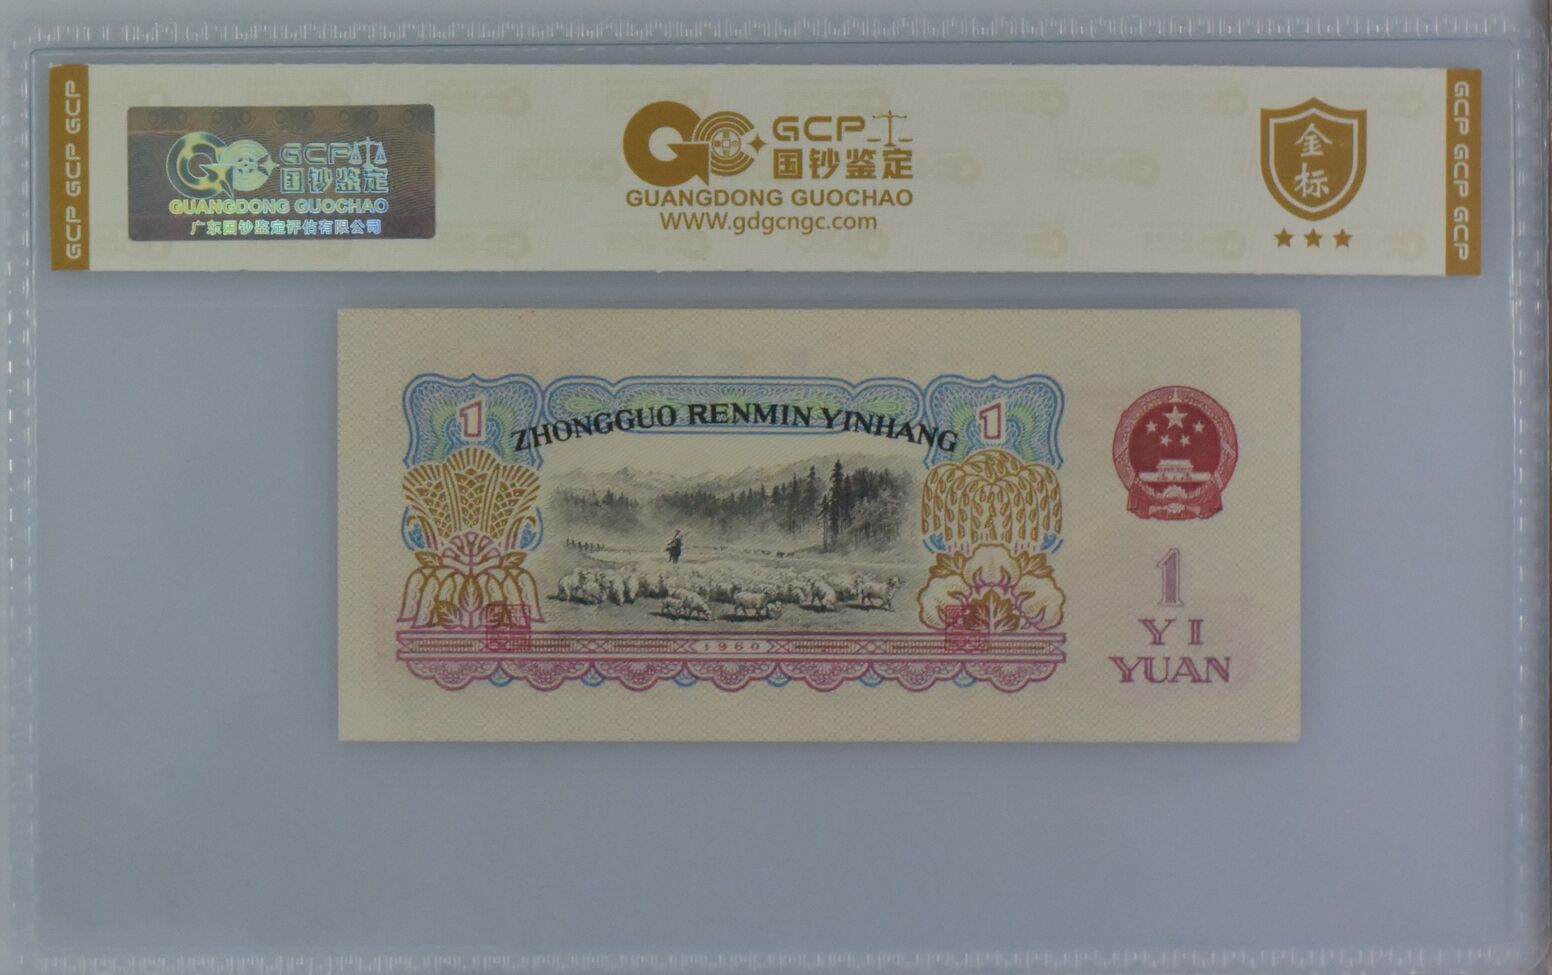 GCP GCP GCP
GCP
国钞鉴定
GUANGDONG GUOCHAO
广东国钞鉴定评估有限公司
GCP
国钞鉴定
GUANGDONG GUOCHAO
WWW.gdgcngc.com
金标
GCP GCP GCP
1
ZHONGGUO RENMIN YINHANG
1
1960
1
YI
YUAN